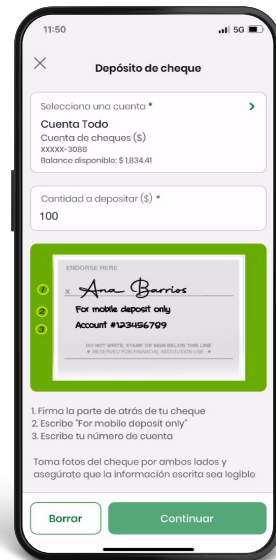 11:50 5G
Depósito de cheque
Selecciona una cuenta *
Cuenta Todo
Cuenta de cheques ($)
XXXXX-3086
Balance disponible: $1,834.41
Cantidad a depositar ($) *
100
ENDORSE HERE
1 x Ana Barrios
2 For mobile deposit only
3 Account #123456789
DO NOT WRITE, STAMP OR SIGN BELOW THIS LINE
* RESERVED FOR FINANCIAL INSTITUTION USE *
1. Firma la parte de atrás de tu cheque
2. Escribe "For mobile deposit only"
3. Escribe tu número de cuenta
Toma fotos del cheque por ambos lados y
asegúrate que la información escrita sea legible
Borrar Continuar